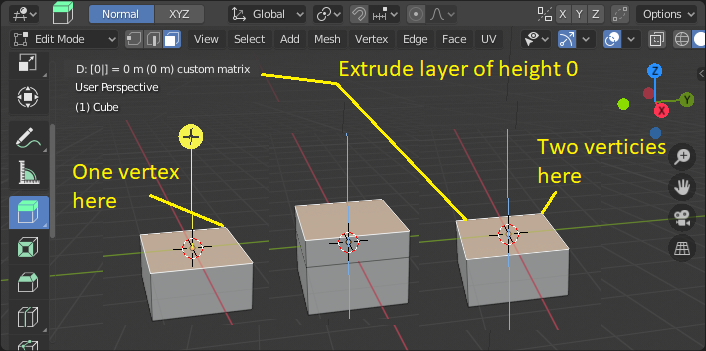 Normal XYZ Global X Y Z Options
Edit Mode View Select Add Mesh Vertex Edge Face UV
D: [0|] = 0 m (0 m) custom matrix
User Perspective
(1) Cube
Extrude layer of height 0
Z
Y
X
One vertex
here
Two verticies
here